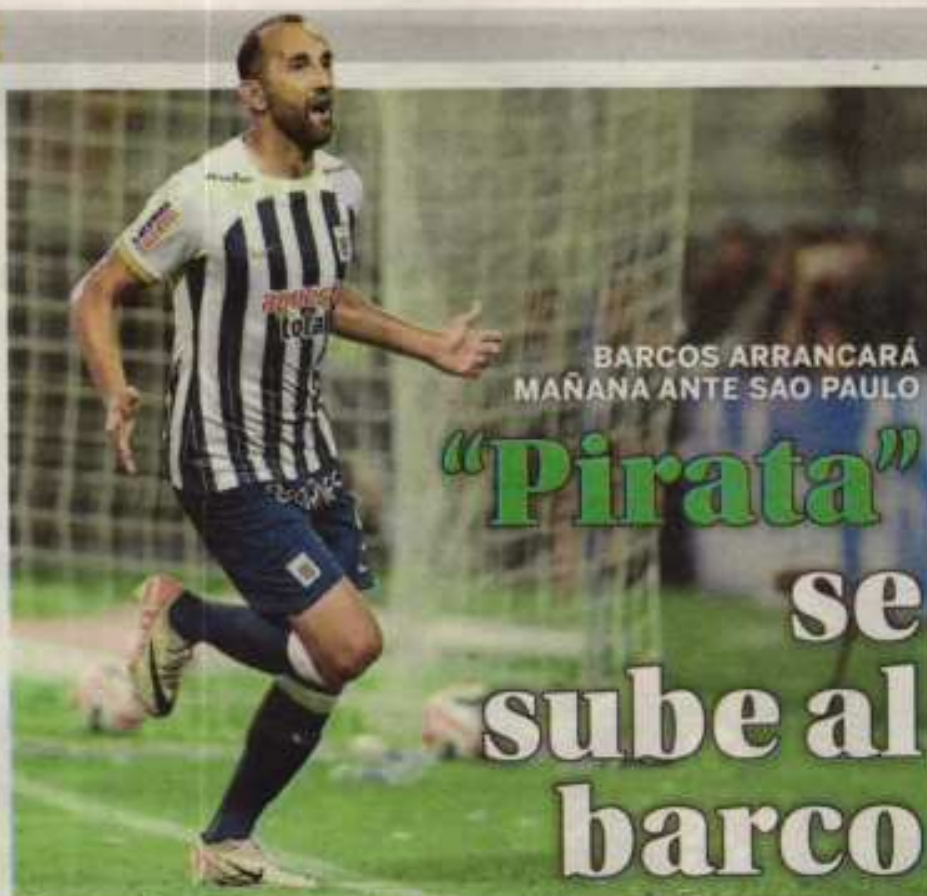 BARCOS ARRANCARÁ
MAÑANA ANTE SAO PAULO
“Pirata”
se
sube al
barco